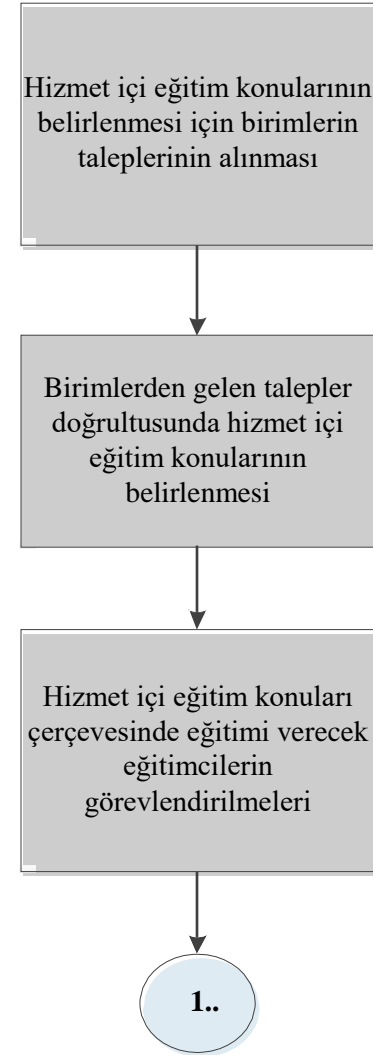 Hizmet içi eğitim konularının
belirlenmesi için birimlerin
taleplerinin alınması
Birimlerden gelen talepler
doğrultusunda hizmet içi
eğitim konularının
belirlenmesi
Hizmet içi eğitim konuları
çerçevesinde eğitimi verecek
eğitimcilerin
görevlendirilmeleri
1..